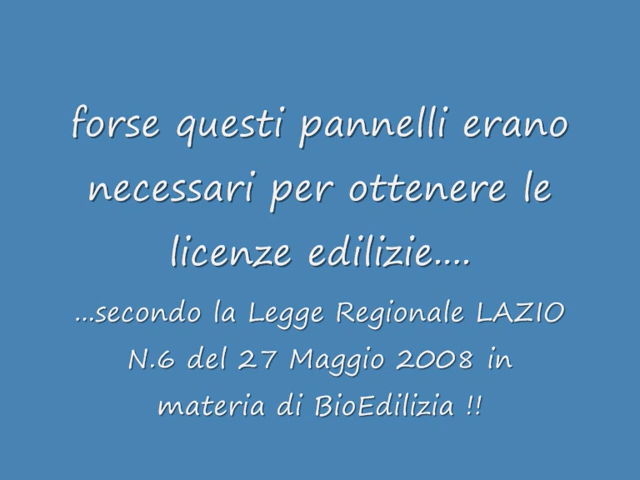 forse questi pannelli erano
necessari per ottenere le
licenze edilizie....
...secondo la Legge Regionale LAZIO
N.6 del 27 Maggio 2008 in
materia di BioEdilizia !!